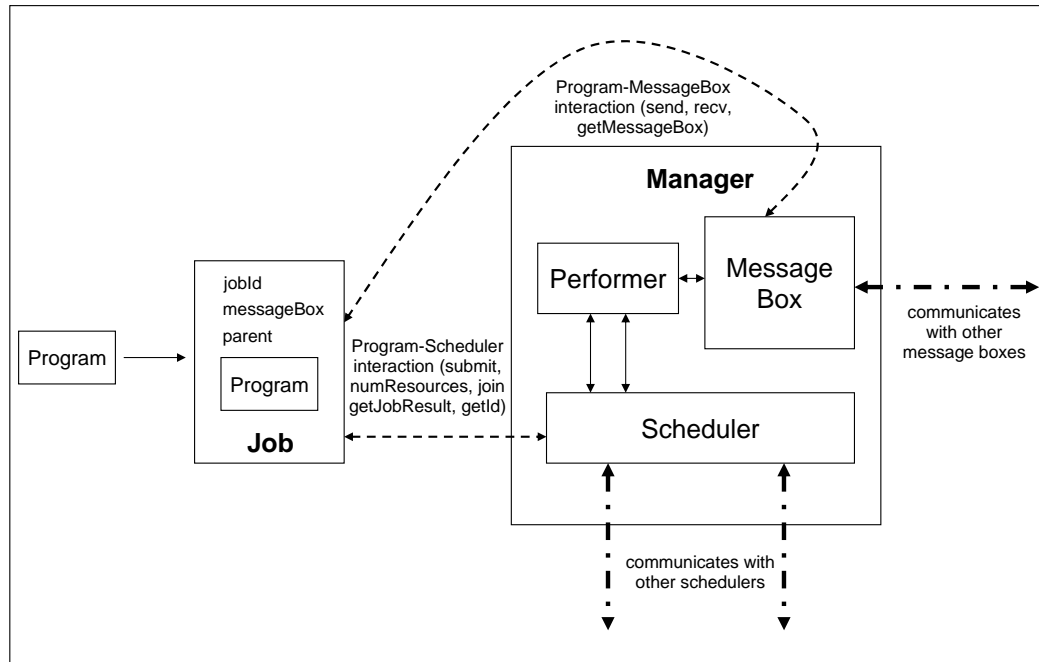 Program-MessageBox
interaction (send, recv,
getMessageBox)
Manager
Performer
Message
Box
communicates
with other
message boxes
jobId
messageBox
parent
Program
Job
Program
Program-Scheduler
interaction (submit,
numResources, join
getJobResult, getId)
Scheduler
communicates with
other schedulers